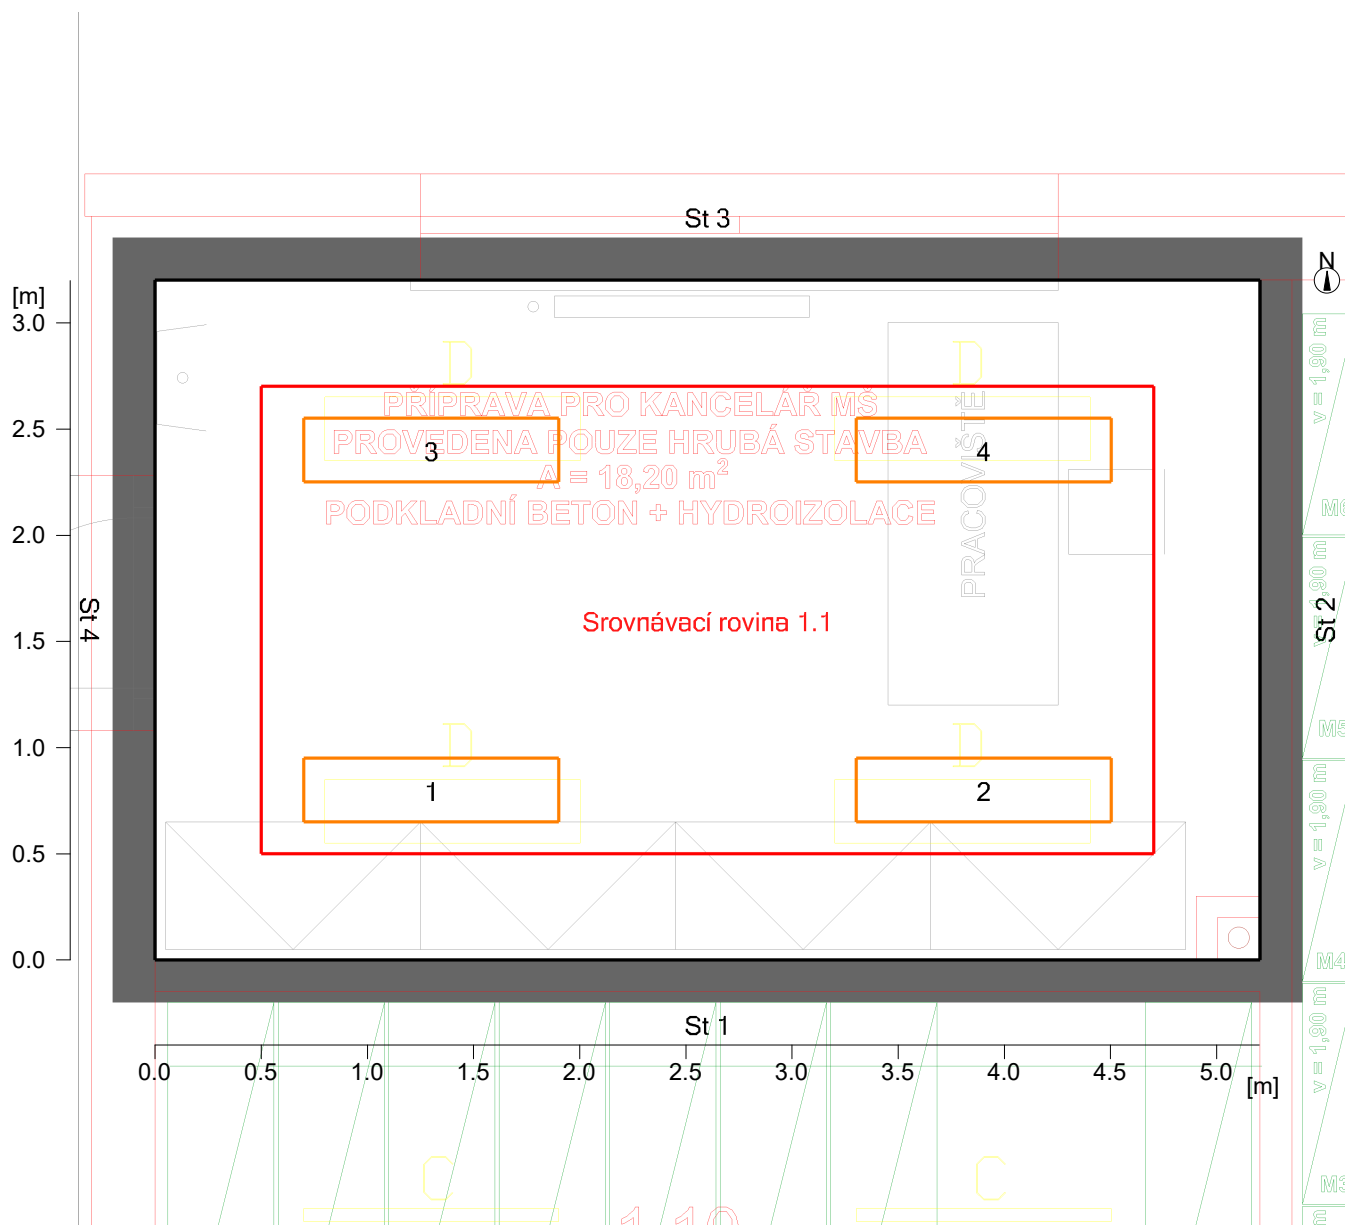 St 3
N
[m]
3.0
2.5
2.0
1.5
1.0
0.5
0.0
D
D
PŘÍPRAVA PRO KANCELÁŘ MŠ
PROVEDENA POUZE HRUBÁ STAVBA
A = 18,20 m²
PODKLADNÍ BETON + HYDROIZOLACE
3
4
PRACOVIŠTĚ
Srovnávací rovina 1.1
St 4
St 2
D
D
1
2
v = 1,90 m
v = 1,90 m
M5
v = 1,90 m
M4
v = 1,90 m
M3
St 1
0.0 0.5 1.0 1.5 2.0 2.5 3.0 3.5 4.0 4.5 5.0
[m]
C
C